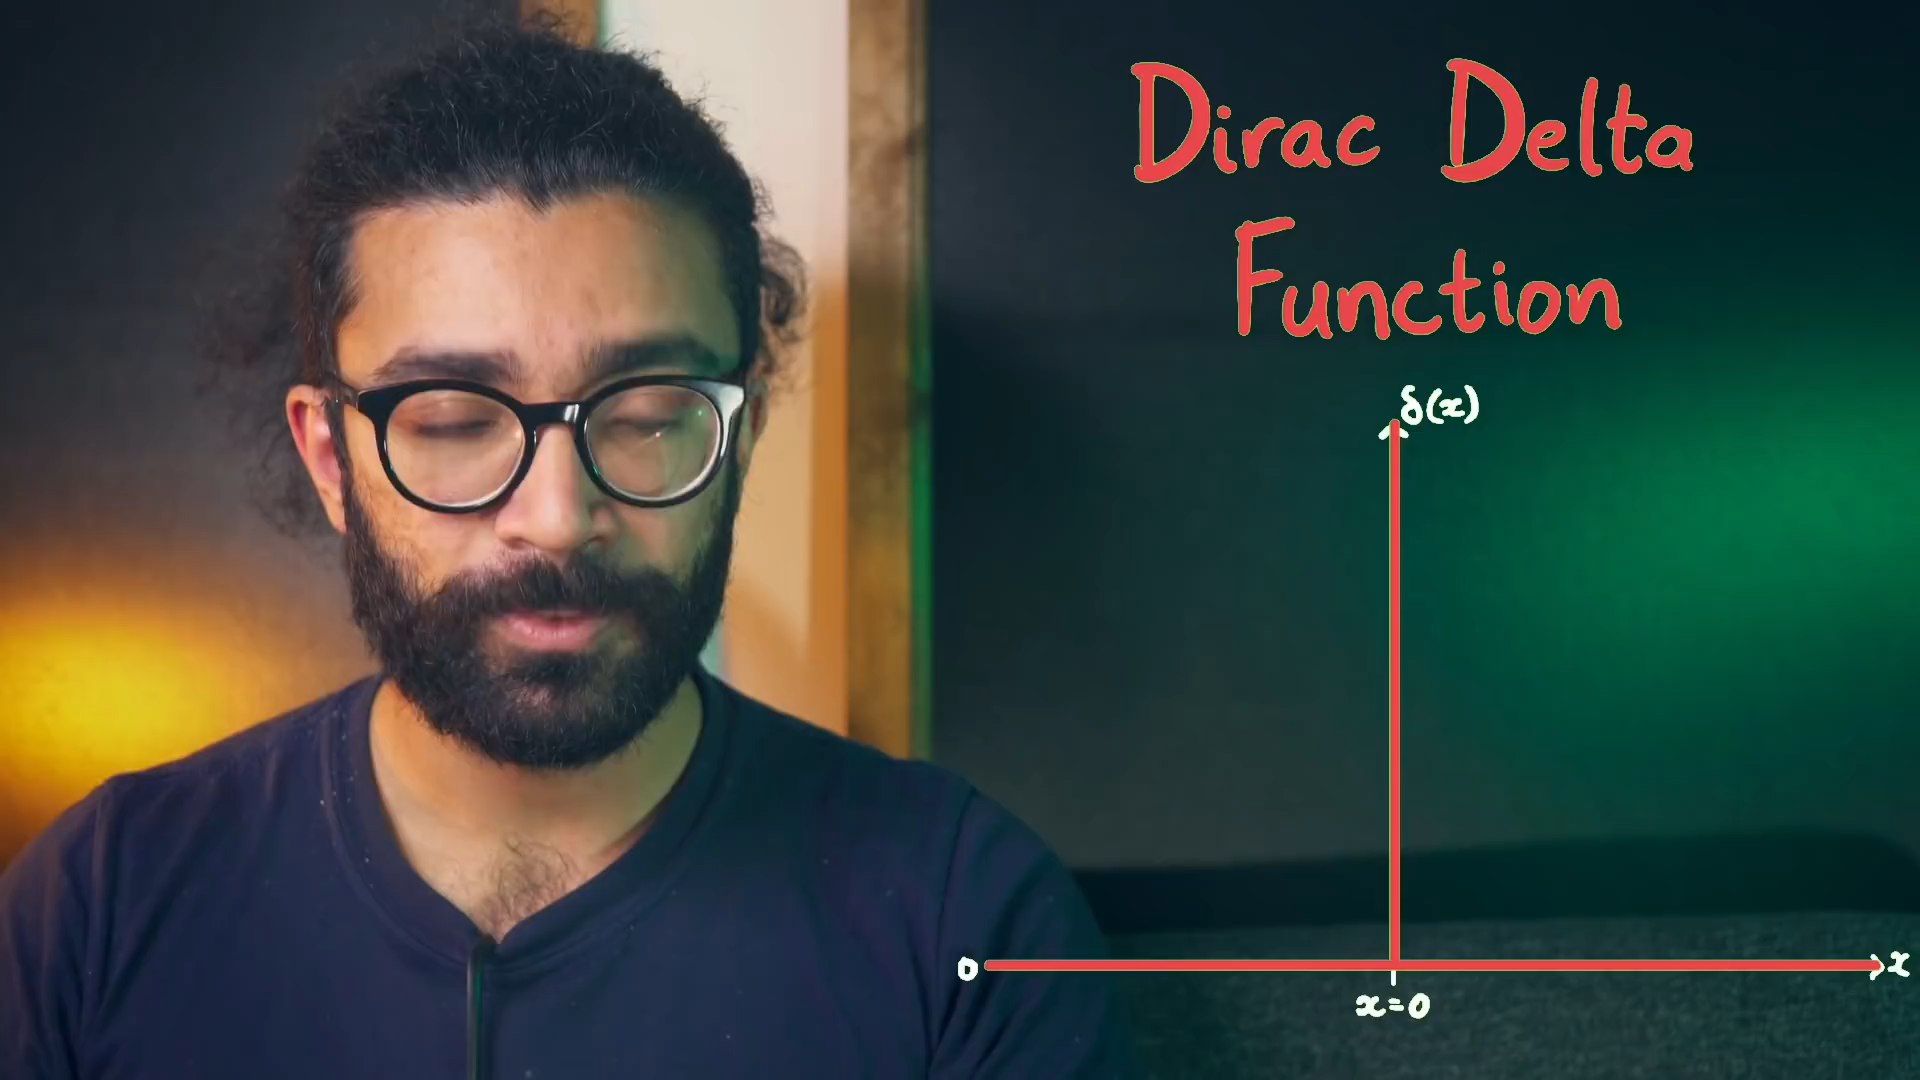 Dirac Delta
Function
δ(x)
0
x
x=0